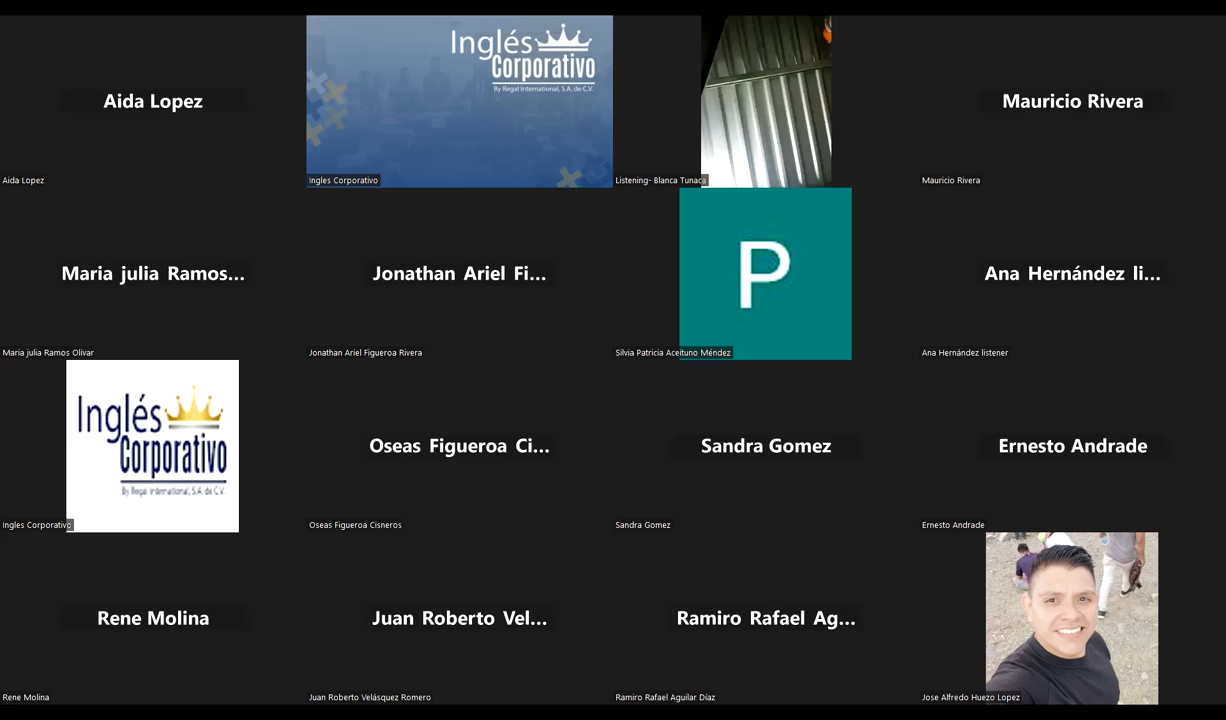 Aida Lopez
Aida Lopez
Inglés
Corporativo
By Regal International, S.A. de C.V.
Ingles Corporativo
Listening- Blanca Tunaca
Mauricio Rivera
Mauricio Rivera
Maria julia Ramos...
Maria julia Ramos Olivar
Jonathan Ariel Fi...
Jonathan Ariel Figueroa Rivera
P
Silvia Patricia Aceituno Méndez
Ana Hernández li...
Ana Hernández listener
Inglés
Corporativo
By Regal International, S.A. de C.V.
Ingles Corporativo
Oseas Figueroa Ci...
Oseas Figueroa Cisneros
Sandra Gomez
Sandra Gomez
Ernesto Andrade
Ernesto Andrade
Rene Molina
Rene Molina
Juan Roberto Vel...
Juan Roberto Velásquez Romero
Ramiro Rafael Ag...
Ramiro Rafael Aguilar Díaz
Jose Alfredo Huezo Lopez